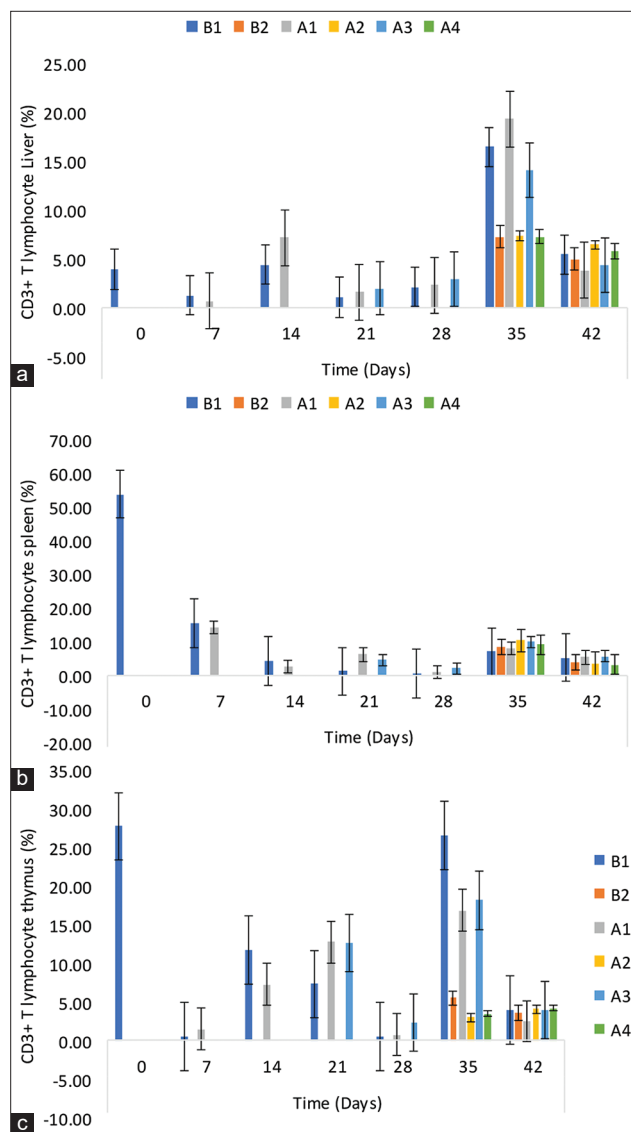 B1 B2 A1 A2 A3 A4
CD3+ T lymphocyte Liver (%)
25.00
20.00
15.00
10.00
5.00
0.00
-5.00
0 7 14 21 28 35 42
Time (Days)
a
B1 B2 A1 A2 A3 A4
CD3+ T lymphocyte spleen (%)
70.00
60.00
50.00
40.00
30.00
20.00
10.00
0.00
-10.00
-20.00
0 7 14 21 28 35 42
Time (Days)
b
CD3+ T lymphocyte thymus (%)
35.00
30.00
25.00
20.00
15.00
10.00
5.00
0.00
-5.00
-10.00
0 7 14 21 28 35 42
Time (Days)
B1
B2
A1
A2
A3
A4
c